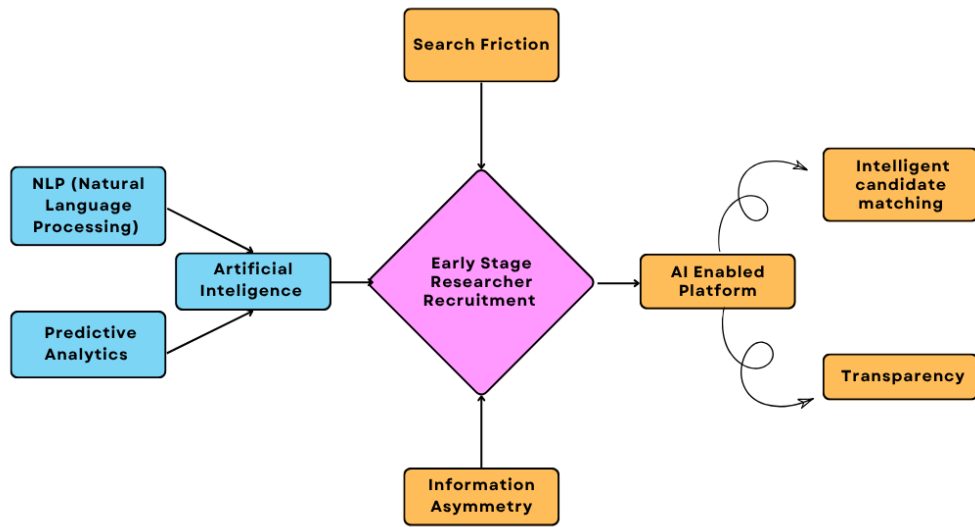 Search Friction
NLP (Natural
Language
Processing)
Intelligent
candidate
matching
Artificial
Inteligence
Early Stage
Researcher
Recruitment
AI Enabled
Platform
Predictive
Analytics
Transparency
Information
Asymmetry